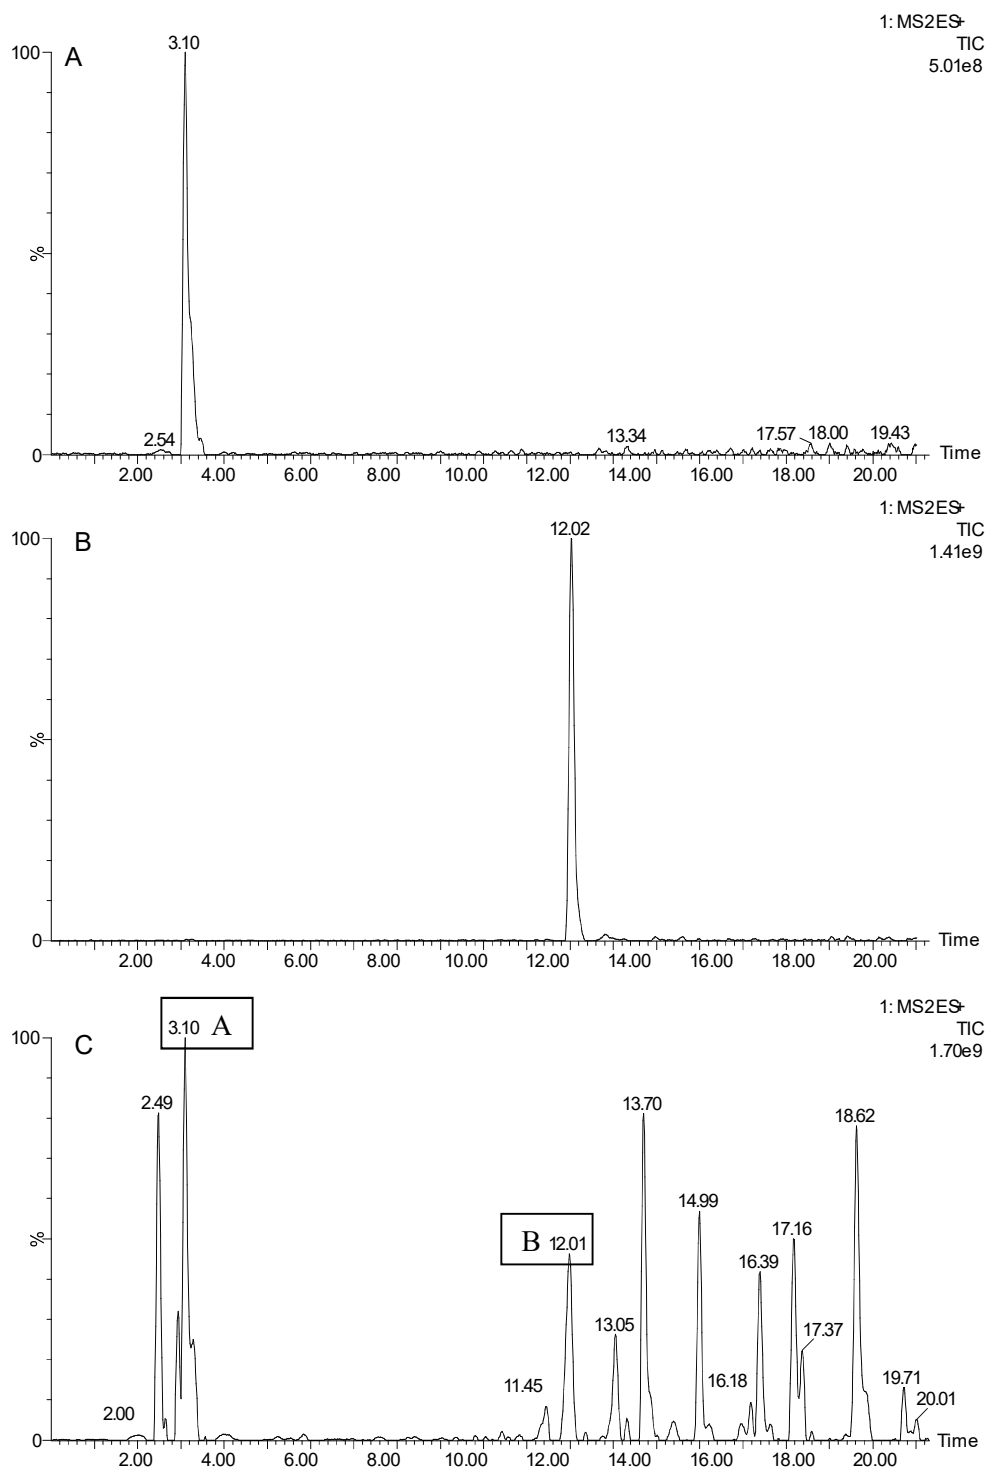 1: MS2ES+
TIC
5.01e8
A
100
%
0
3.10
2.54
13.34
17.57
18.00
19.43
Time
2.00 4.00 6.00 8.00 10.00 12.00 14.00 16.00 18.00 20.00
1: MS2ES+
TIC
1.41e9
B
100
%
0
12.02
Time
2.00 4.00 6.00 8.00 10.00 12.00 14.00 16.00 18.00 20.00
1: MS2ES+
TIC
1.70e9
C
100
%
0
3.10 A
2.49
2.00
B 12.01
11.45
13.05
13.70
14.99
16.18
16.39
17.16
17.37
18.62
19.71
20.01
Time
2.00 4.00 6.00 8.00 10.00 12.00 14.00 16.00 18.00 20.00